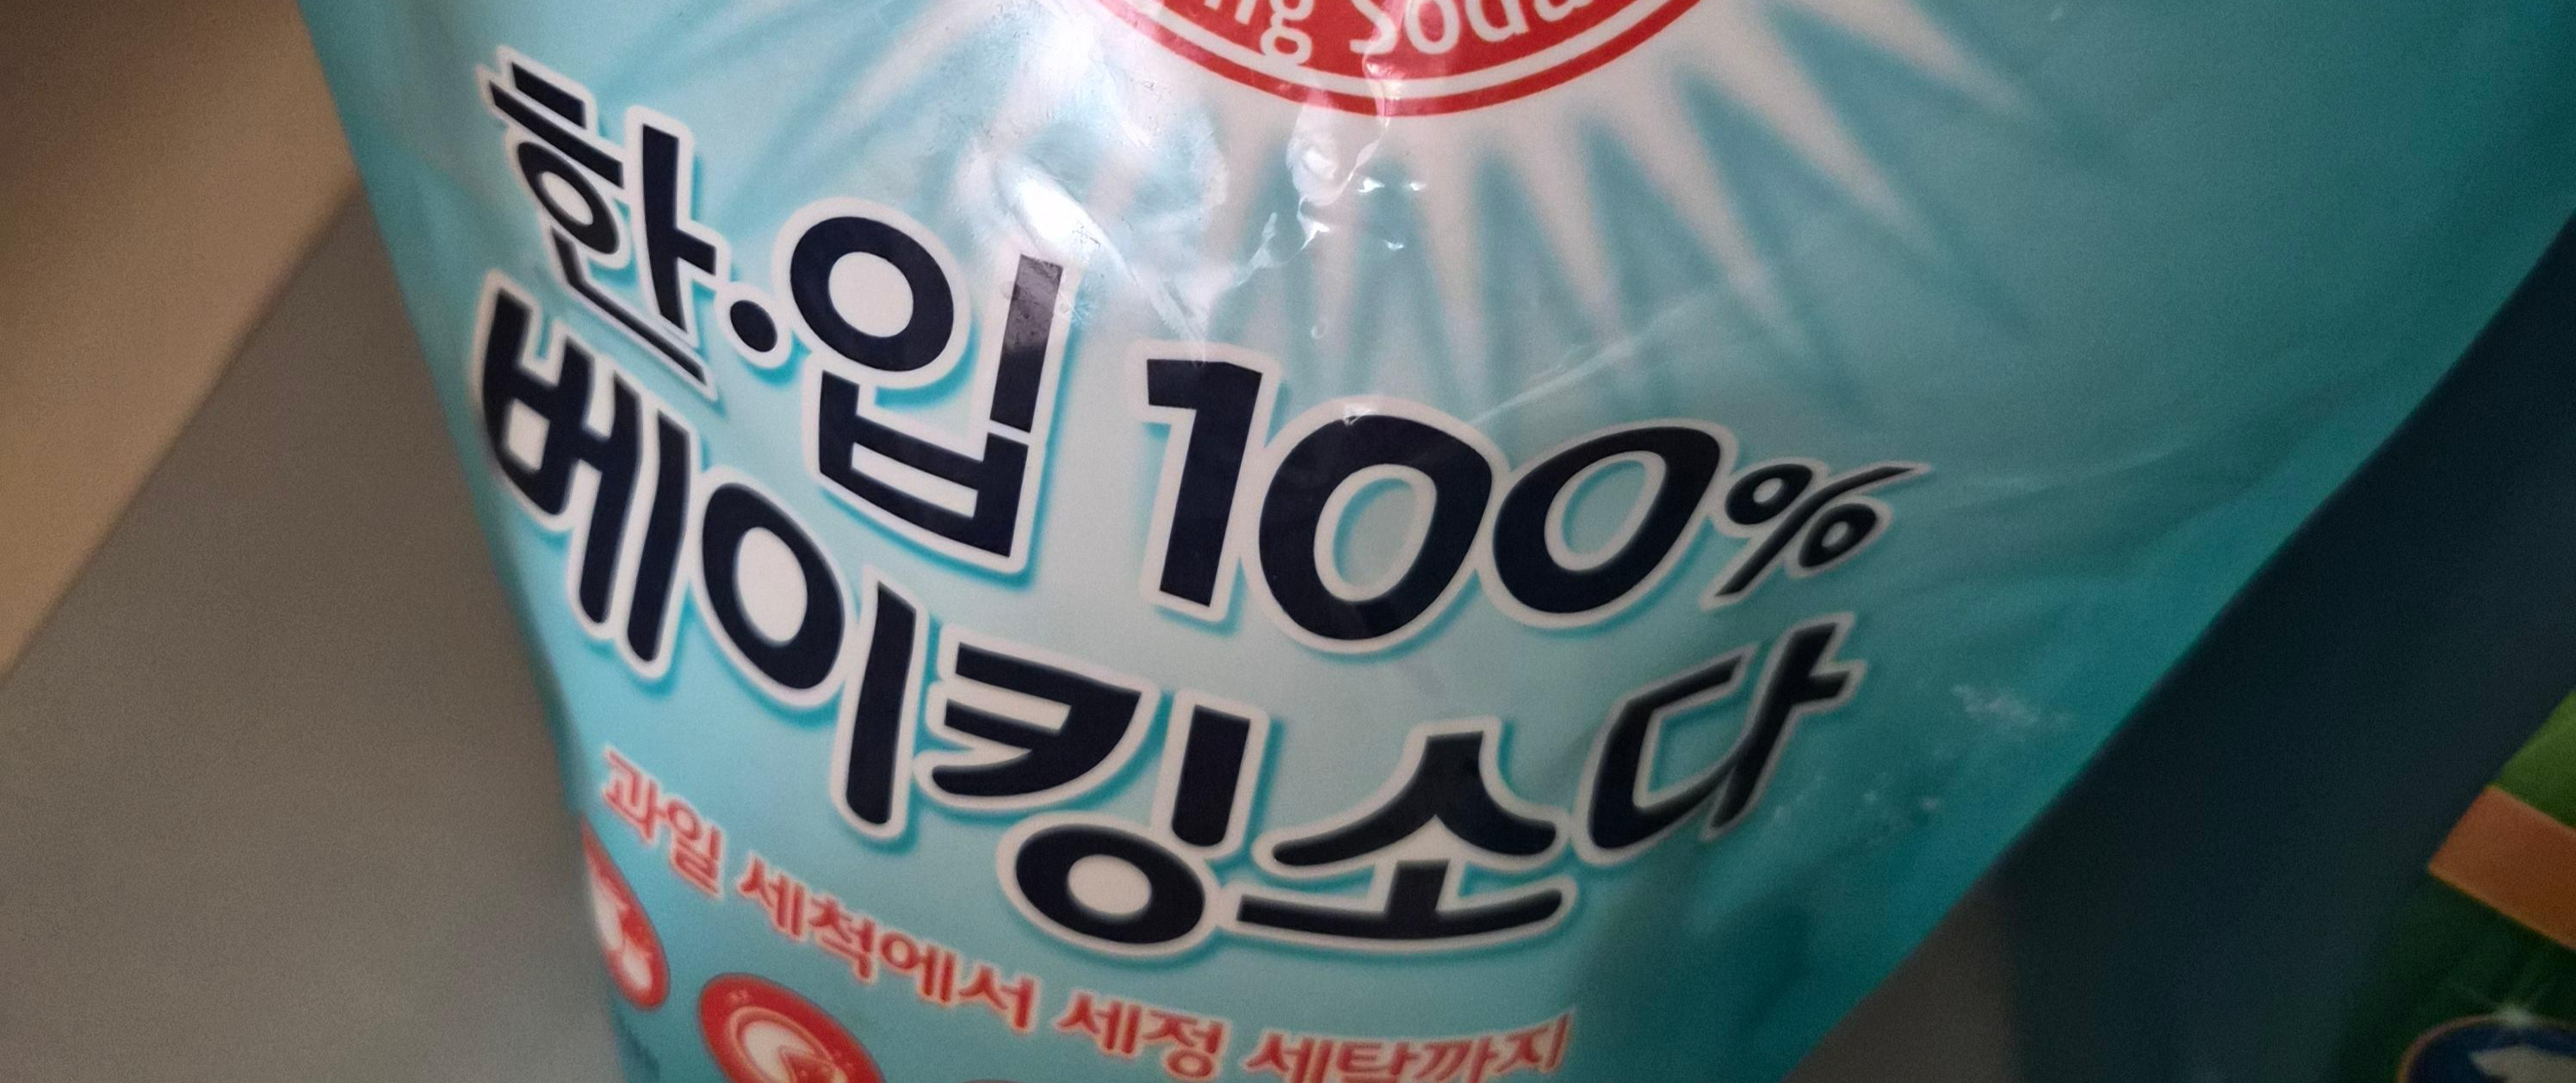 Soda
한·입 100%
베이킹소다
과일 세척에서 세정 세탁까지